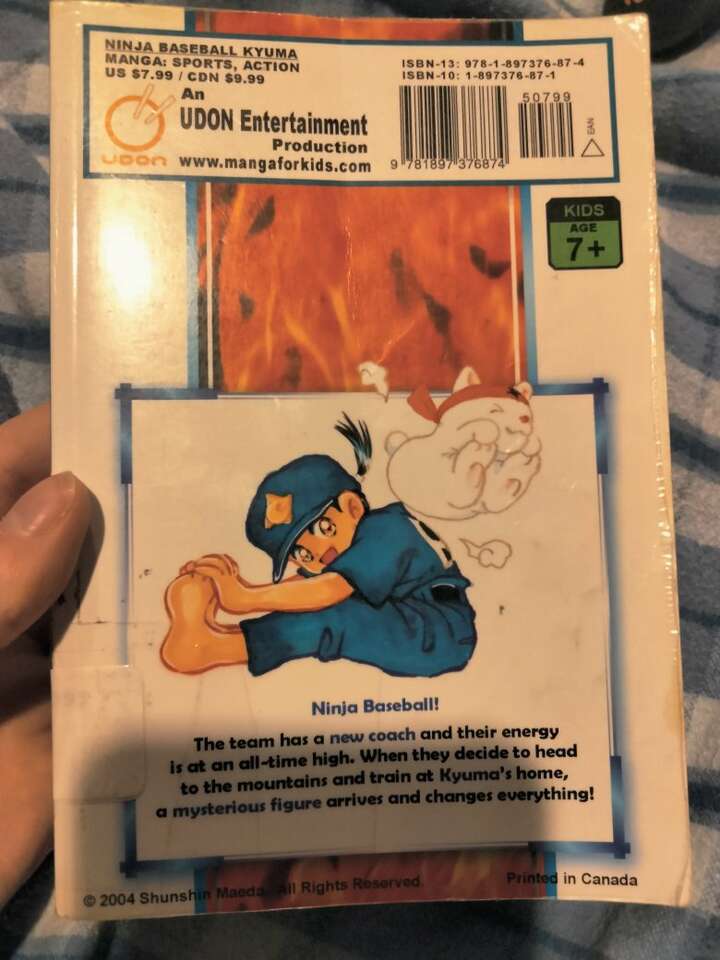 NINJA BASEBALL KYUMA
MANGA: SPORTS, ACTION
US $7.99 / CDN $9.99
An
UDON Entertainment
Production
www.mangaforkids.com
UDON
ISBN-13: 978-1-897376-87-4
ISBN-10: 1-897376-87-1
50799
9 781897 376874
EAN
KIDS
AGE
7+
Ninja Baseball!
The team has a new coach and their energy
is at an all-time high. When they decide to head
to the mountains and train at Kyuma's home,
a mysterious figure arrives and changes everything!
© 2004 Shunshin Maeda All Rights Reserved.
Printed in Canada